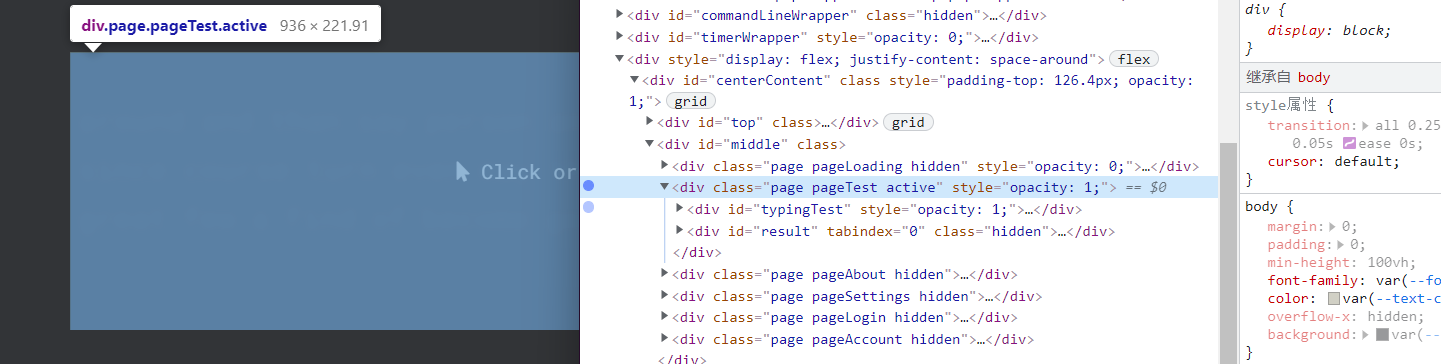 div.page.pageTest.active 936 × 221.91
Click or
<div id="commandLineWrapper" class="hidden">…</div>
<div id="timerWrapper" style="opacity: 0;">…</div>
<div style="display: flex; justify-content: space-around"> flex
<div id="centerContent" class style="padding-top: 126.4px; opacity:
1;"> grid
<div id="top" class>…</div> grid
<div id="middle" class>
<div class="page pageLoading hidden" style="opacity: 0;">…</div>
<div class="page pageTest active" style="opacity: 1;"> == $0
<div id="typingTest" style="opacity: 1;">…</div>
<div id="result" tabindex="0" class="hidden">…</div>
</div>
<div class="page pageAbout hidden">…</div>
<div class="page pageSettings hidden">…</div>
<div class="page pageLogin hidden">…</div>
<div class="page pageAccount hidden">…</div>
</div>
div {
display: block;
}
继承自 body
style属性 {
transition: all 0.25
0.05s ease 0s;
cursor: default;
}
body {
margin: 0;
padding: 0;
min-height: 100vh;
font-family: var(--fo
color: var(--text-c
overflow-x: hidden;
background: var(--
}